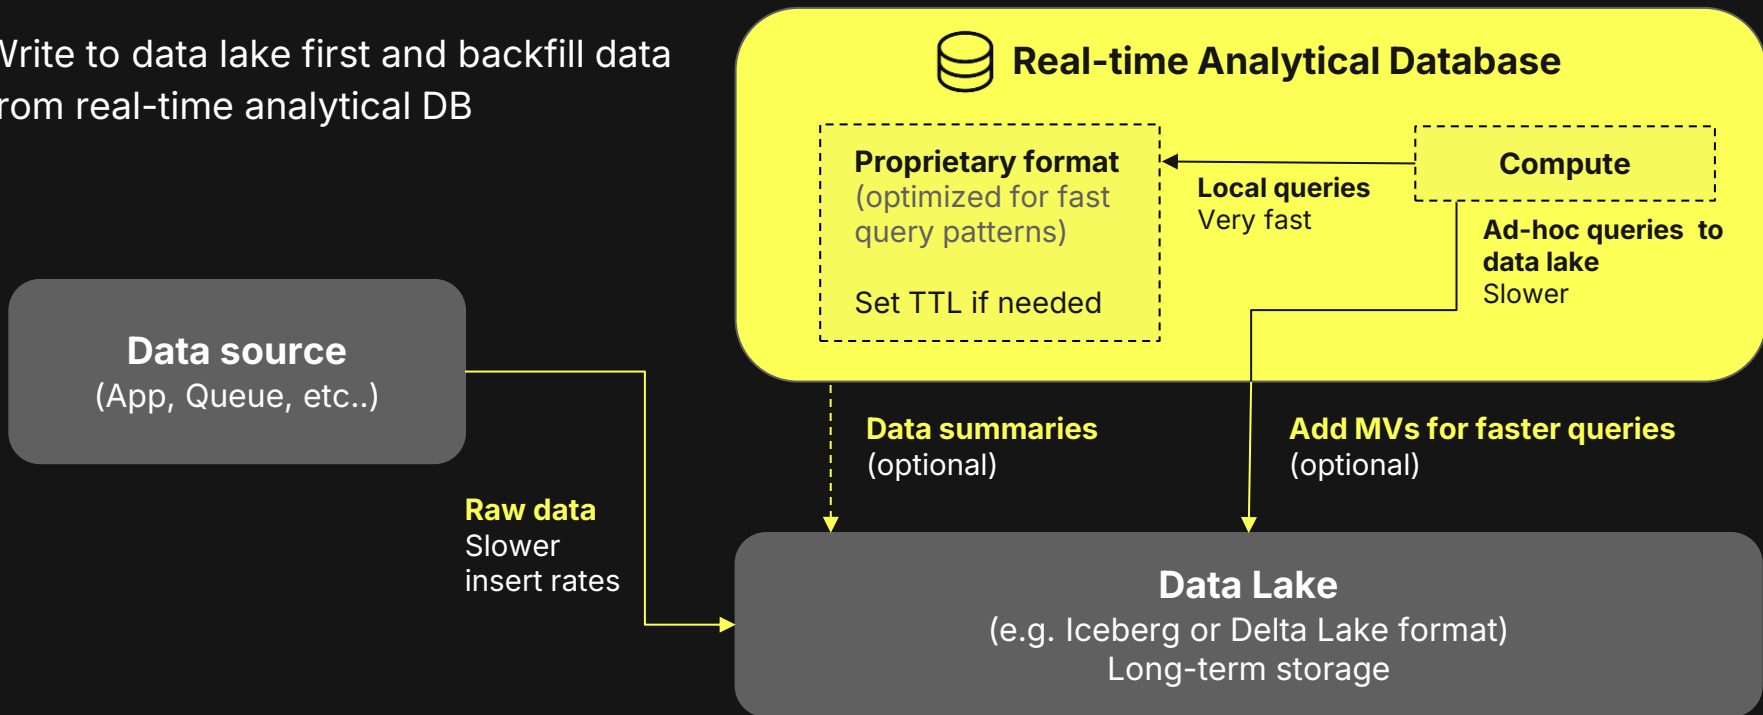 Write to data lake first and backfill data
from real-time analytical DB
Real-time Analytical Database
Proprietary format
(optimized for fast
query patterns)
Set TTL if needed
Local queries
Very fast
Compute
Ad-hoc queries  to
data lake
Slower
Data source
(App, Queue, etc..)
Raw data
Slower
insert rates
Data summaries
(optional)
Add MVs for faster queries
(optional)
Data Lake
(e.g. Iceberg or Delta Lake format)
Long-term storage